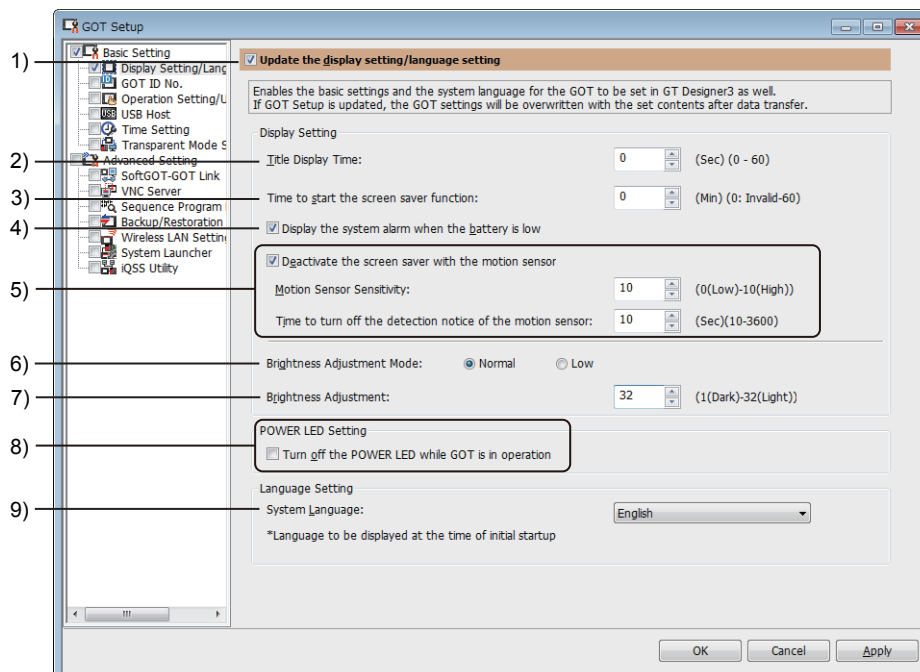 GOT Setup
1)
2)
3)
4)
5)
6)
7)
8)
9)
Basic Setting
Display Setting/Lang
GOT ID No.
Operation Setting/U
USB Host
Time Setting
Transparent Mode S
Advanced Setting
SoftGOT-GOT Link
VNC Server
Sequence Program
Backup/Restoration
Wireless LAN Settin
System Launcher
iQSS Utility
Update the display setting/language setting
Enables the basic settings and the system language for the GOT to be set in GT Designer3 as well.
If GOT Setup is updated, the GOT settings will be overwritten with the set contents after data transfer.
Display Setting
Title Display Time: 0 (Sec) (0 - 60)
Time to start the screen saver function: 0 (Min) (0: Invalid-60)
Display the system alarm when the battery is low
Deactivate the screen saver with the motion sensor
Motion Sensor Sensitivity: 10 (0(Low)-10(High))
Time to turn off the detection notice of the motion sensor: 10 (Sec)(10-3600)
Brightness Adjustment Mode: Normal Low
Brightness Adjustment: 32 (1(Dark)-32(Light))
POWER LED Setting
Turn off the POWER LED while GOT is in operation
Language Setting
System Language: English
*Language to be displayed at the time of initial startup
OK Cancel Apply